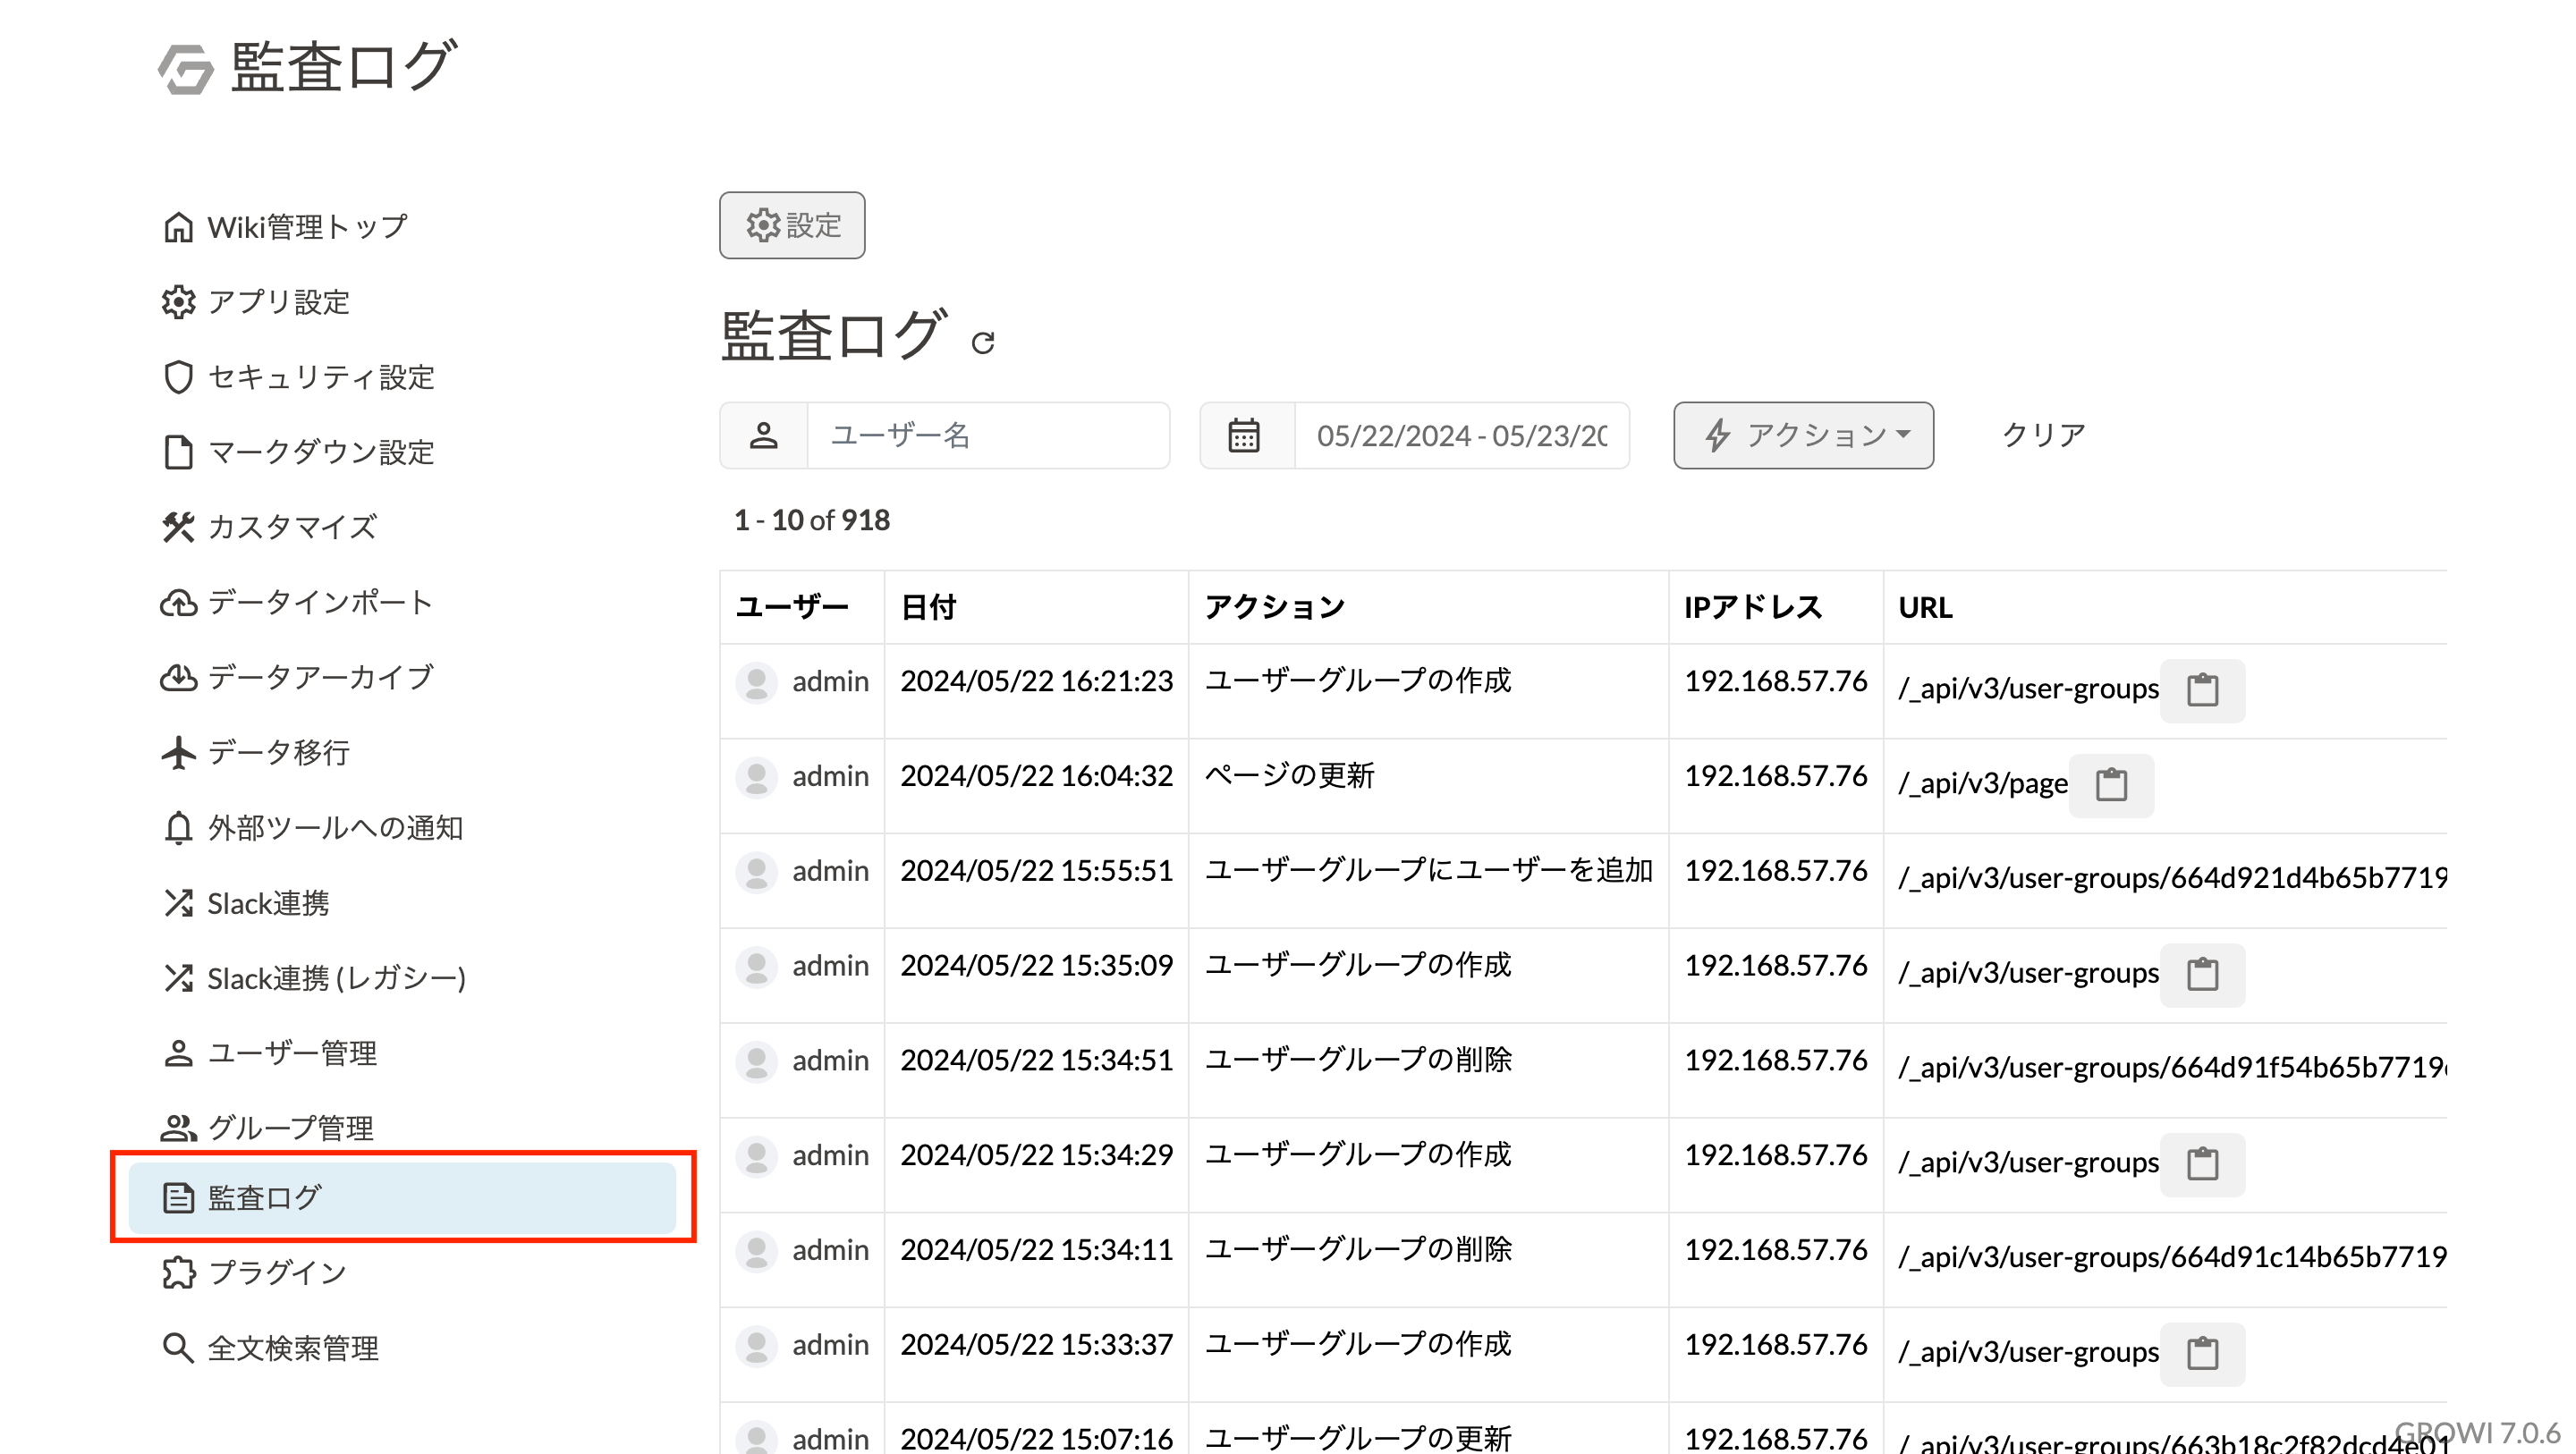 監査ログ
Wiki管理トップ
アプリ設定
セキュリティ設定
マークダウン設定
カスタマイズ
データインポート
データアーカイブ
データ移行
外部ツールへの通知
Slack連携
Slack連携 (レガシー)
ユーザー管理
グループ管理
監査ログ
プラグイン
全文検索管理
設定
監査ログ
ユーザー名 05/22/2024 - 05/23/20 アクション クリア
1 - 10 of 918
ユーザー 日付 アクション IPアドレス URL
admin 2024/05/22 16:21:23 ユーザーグループの作成 192.168.57.76 /_api/v3/user-groups
admin 2024/05/22 16:04:32 ページの更新 192.168.57.76 /_api/v3/page
admin 2024/05/22 15:55:51 ユーザーグループにユーザーを追加 192.168.57.76 /_api/v3/user-groups/664d921d4b65b7719
admin 2024/05/22 15:35:09 ユーザーグループの作成 192.168.57.76 /_api/v3/user-groups
admin 2024/05/22 15:34:51 ユーザーグループの削除 192.168.57.76 /_api/v3/user-groups/664d91f54b65b7719
admin 2024/05/22 15:34:29 ユーザーグループの作成 192.168.57.76 /_api/v3/user-groups
admin 2024/05/22 15:34:11 ユーザーグループの削除 192.168.57.76 /_api/v3/user-groups/664d91c14b65b7719
admin 2024/05/22 15:33:37 ユーザーグループの作成 192.168.57.76 /_api/v3/user-groups
admin 2024/05/22 15:07:16 ユーザーグループの更新 192.168.57.76 /_api/v3/user-groups/663b18c2f82dcd4e01
GROWI 7.0.6